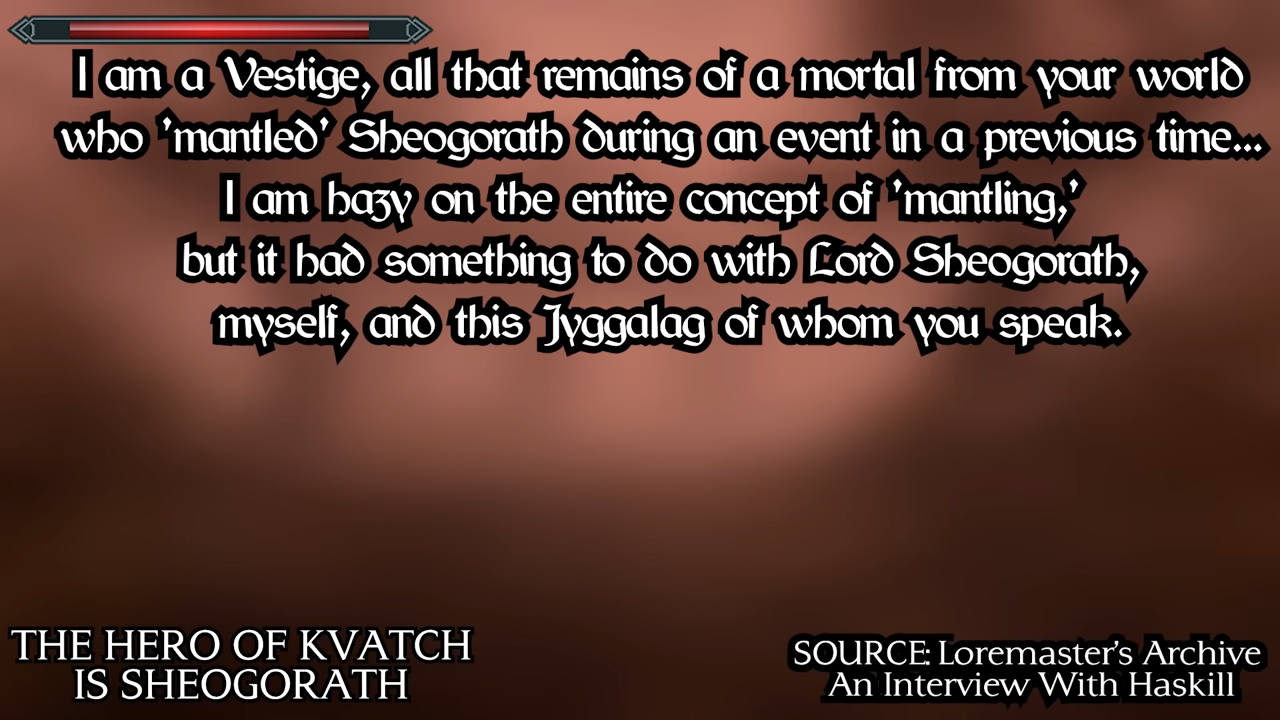 I am a Vestige, all that remains of a mortal from your world
who 'mantled' Sheogorath during an event in a previous time...
I am hazy on the entire concept of 'mantling,'
but it had something to do with Lord Sheogorath,
myself, and this Jyggalag of whom you speak.
THE HERO OF KVATCH
IS SHEOGORATH
SOURCE: Loremaster's Archive
An Interview With Haskill